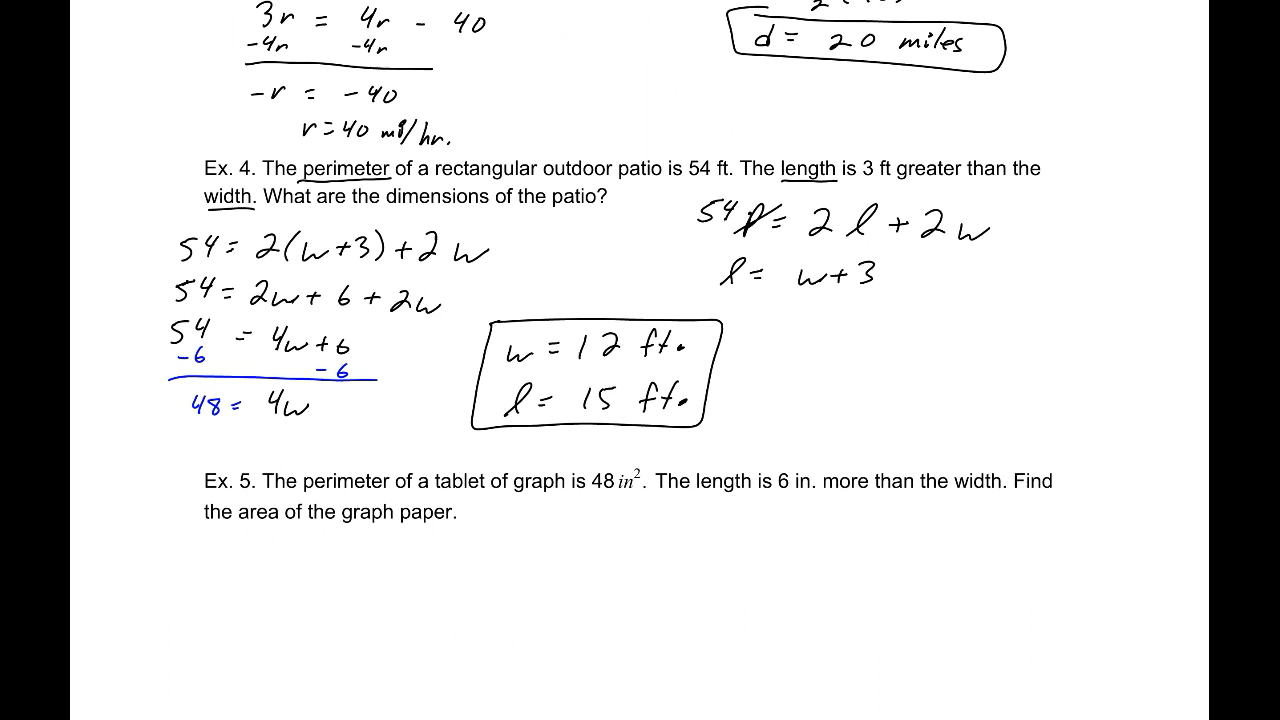 3r = 4r - 40
-4r -4r
-r = -40
r = 40 mi/hr.
d = 20 miles
Ex. 4. The perimeter of a rectangular outdoor patio is 54 ft. The length is 3 ft greater than the
width. What are the dimensions of the patio?
54 P = 2l + 2w
l = w + 3
54 = 2(w+3) + 2w
54 = 2w + 6 + 2w
54 = 4w + 6
-6 -6
48 = 4w
w = 12 ft.
l = 15 ft.
Ex. 5. The perimeter of a tablet of graph is 48 in². The length is 6 in. more than the width. Find
the area of the graph paper.